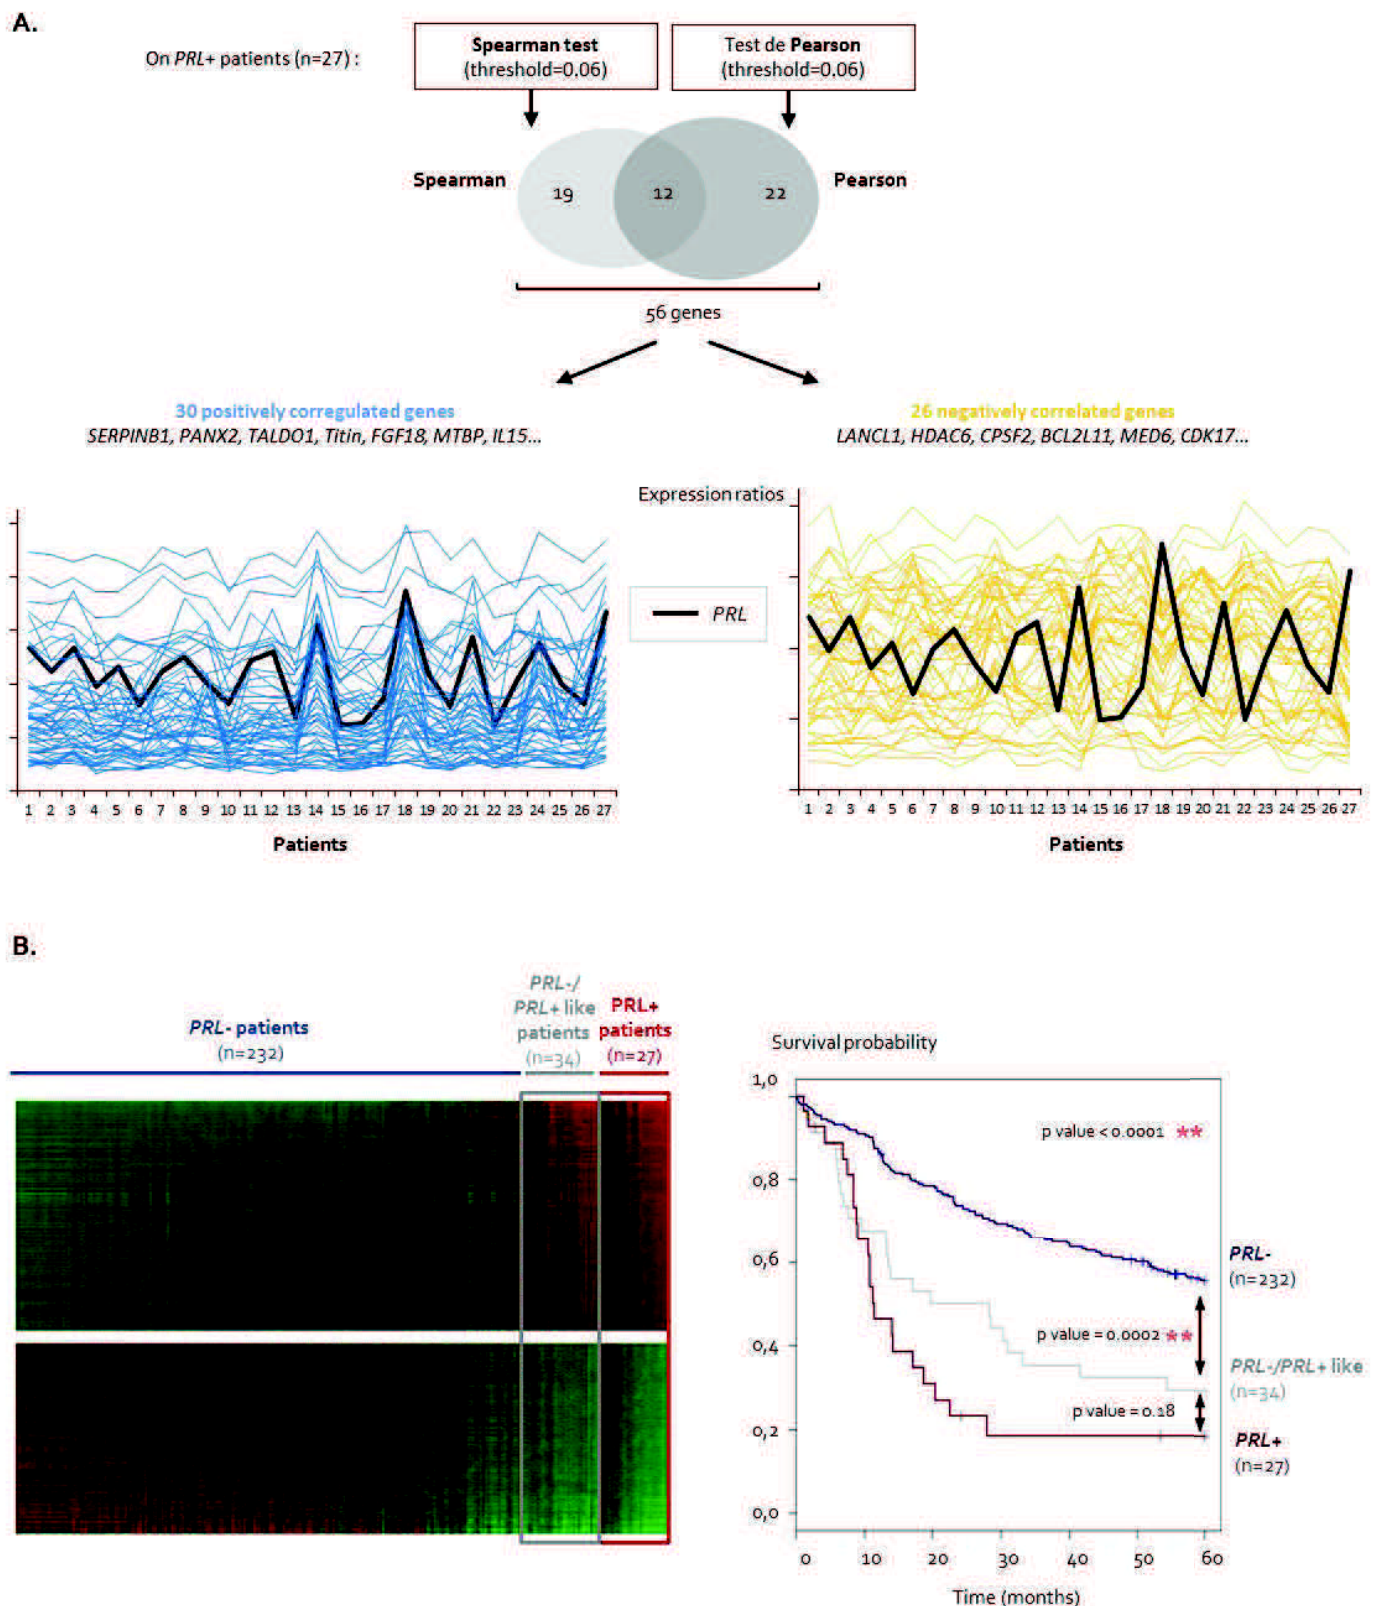 A.
On PRL+ patients (n=27) :
Spearman test
(threshold=0.06)
Test de Pearson
(threshold=0.06)
Spearman
19
12
22
Pearson
56 genes
30 positively corregulated genes
SERPINB1, PANX2, TALDO1, Titin, FGF18, MTBP, IL15...
26 negatively correlated genes
LANCL1, HDAC6, CPSF2, BCL2L11, MED6, CDK17...
Expression ratios
PRL
1 2 3 4 5 6 7 8 9 10 11 12 13 14 15 16 17 18 19 20 21 22 23 24 25 26 27
Patients
1 2 3 4 5 6 7 8 9 10 11 12 13 14 15 16 17 18 19 20 21 22 23 24 25 26 27
Patients
B.
PRL- patients
(n=232)
PRL-/
PRL+ like
patients
(n=34)
PRL+
patients
(n=27)
Survival probability
1,0
0,8
0,6
0,4
0,2
0,0
p value < 0.0001 **
p value = 0.0002 **
p value = 0.18
PRL-
(n=232)
PRL-/PRL+ like
(n=34)
PRL+
(n=27)
0 10 20 30 40 50 60
Time (months)